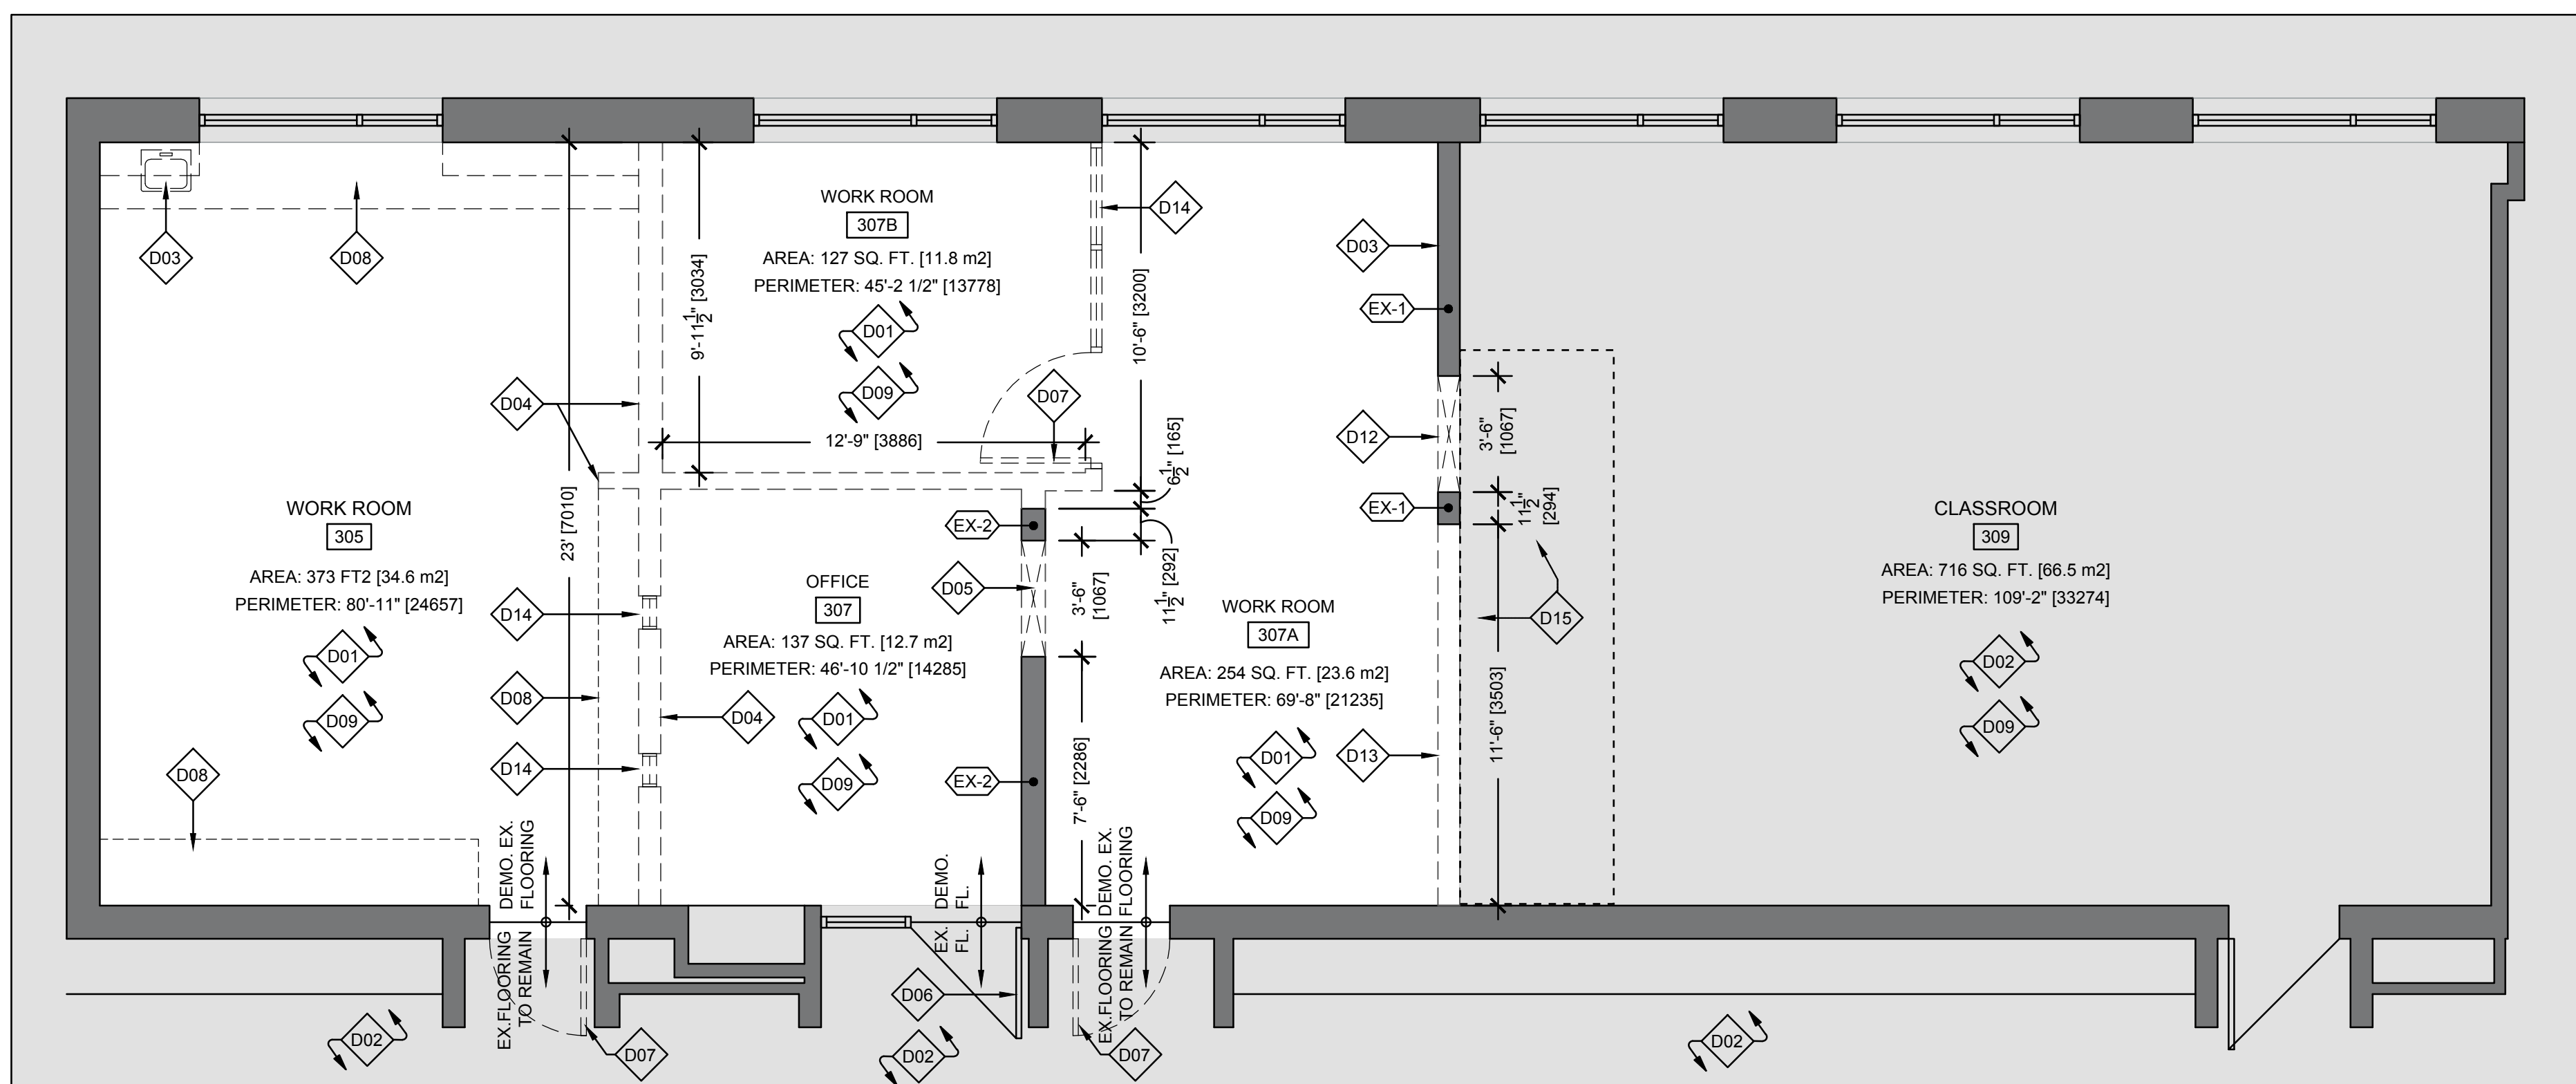 WORK ROOM
305
AREA: 373 FT2 [34.6 m2]
PERIMETER: 80'-11" [24657]
D01
D09
D03
D08
D04
D14
D08
D14
D08
23' [7010]
DEMO. EX.
FLOORING
EX.FLOORING
TO REMAIN
D07
D02
WORK ROOM
307B
AREA: 127 SQ. FT. [11.8 m2]
PERIMETER: 45'-2 1/2" [13778]
D01
D09
9'-11 1/2" [3034]
12'-9" [3886]
D07
D14
OFFICE
307
AREA: 137 SQ. FT. [12.7 m2]
PERIMETER: 46'-10 1/2" [14285]
D04
D01
D09
EX-2
D05
EX-2
DEMO.
FL.
EX.
FL.
D06
D02
10'-6" [3200]
6 1/2" [165]
11 1/2" [292]
3'-6"
[1067]
7'-6" [2286]
WORK ROOM
307A
AREA: 254 SQ. FT. [23.6 m2]
PERIMETER: 69'-8" [21235]
D01
D09
D03
EX-1
D12
EX-1
D13
DEMO. EX.
FLOORING
EX.FLOORING
TO REMAIN
D07
3'-6"
[1067]
11 1/2"
[294]
11'-6" [3503]
D15
CLASSROOM
309
AREA: 716 SQ. FT. [66.5 m2]
PERIMETER: 109'-2" [33274]
D02
D09
D02